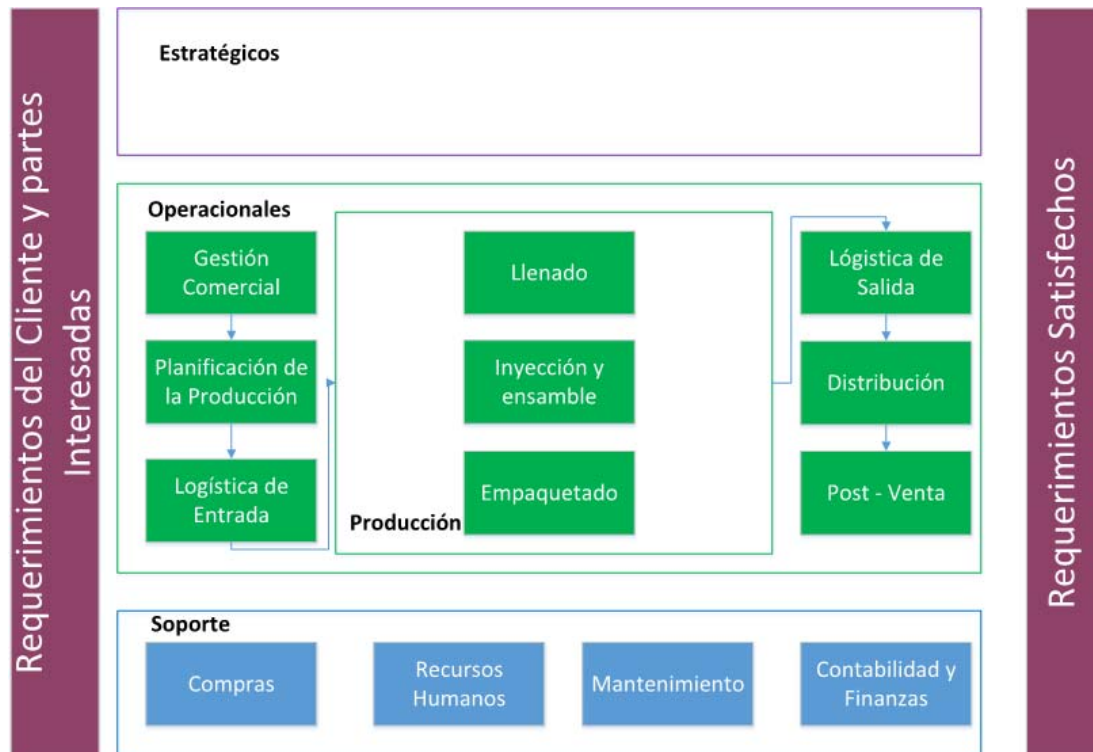 Requerimientos del Cliente y partes
Interesadas
Estratégicos
Operacionales
Gestión
Comercial
Planificación de
la Producción
Logística de
Entrada
Producción
Llenado
Inyección y
ensamble
Empaquetado
Lógistica de
Salida
Distribución
Post - Venta
Soporte
Compras
Recursos
Humanos
Mantenimiento
Contabilidad y
Finanzas
Requerimientos Satisfechos